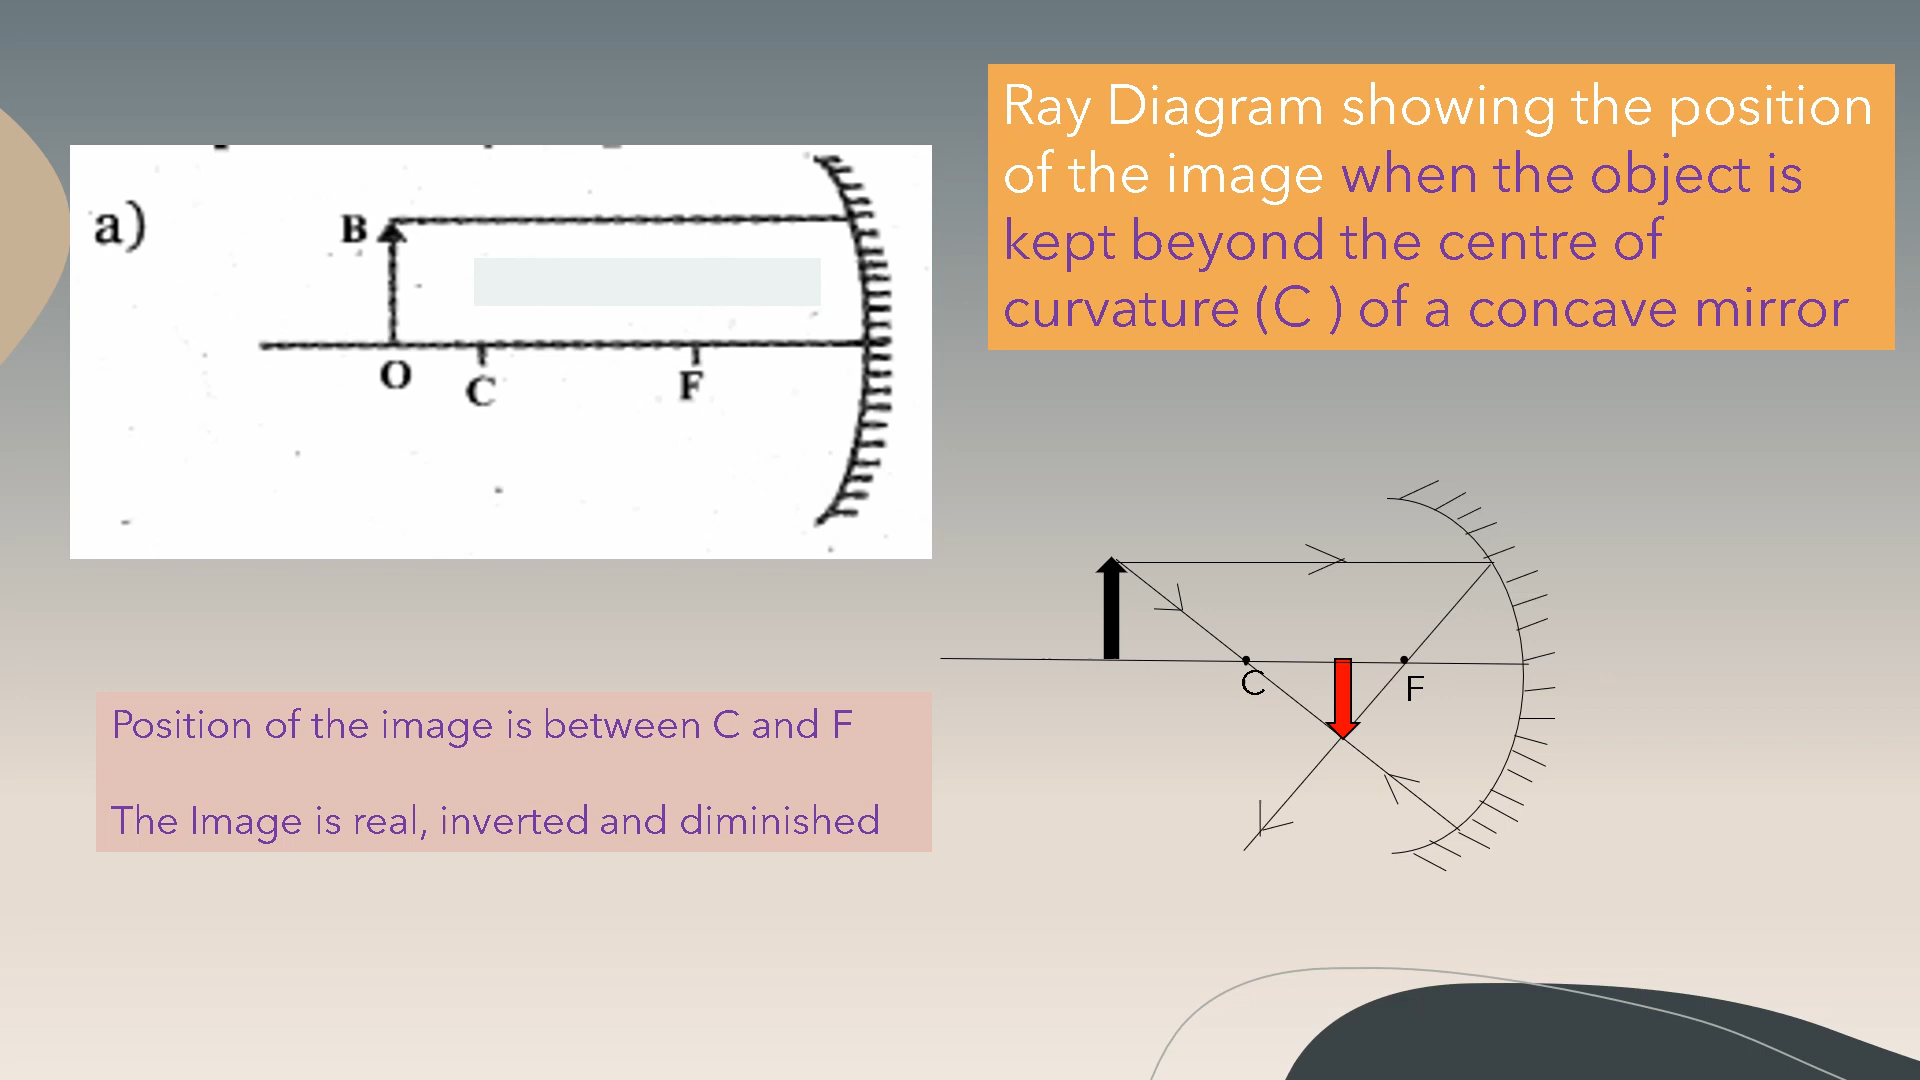 Ray Diagram showing the position
of the image when the object is
kept beyond the centre of
curvature (C ) of a concave mirror
a)
B
O
C
F
C
F
Position of the image is between C and F
The Image is real, inverted and diminished